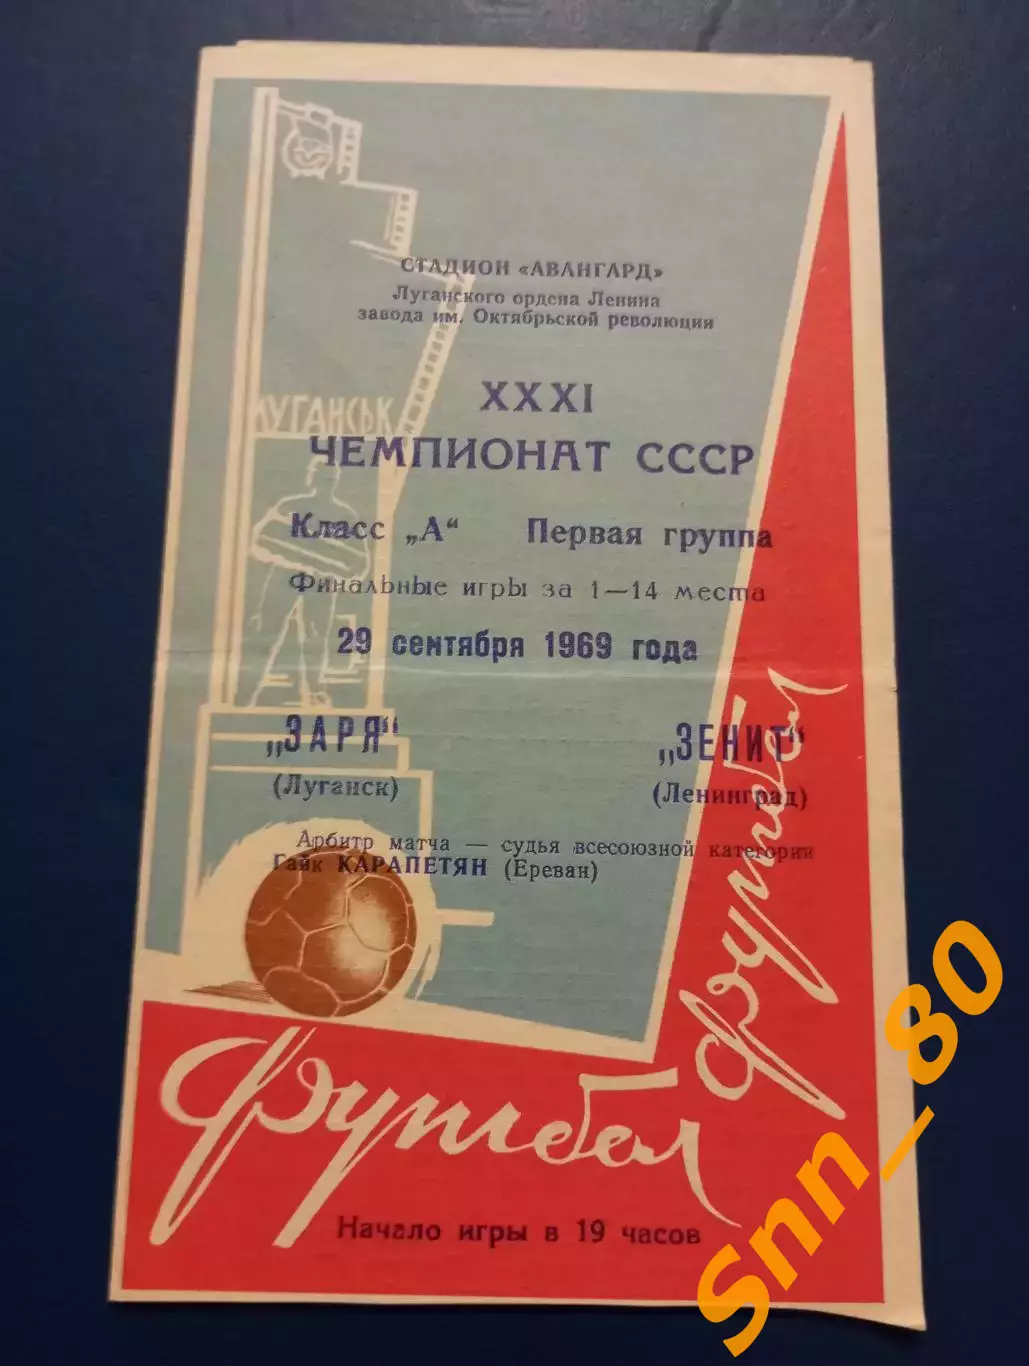 СТАДИОН «АВАНГАРД»
Луганского ордена Ленина
завода им. Октябрьской революции
ЛУГАНСЬК
XXXI
ЧЕМПИОНАТ СССР
Класс „А“ Первая группа
Финальные игры за 1—14 места
29 сентября 1969 года
„ЗАРЯ“ „ЗЕНИТ“
(Луганск) (Ленинград)
Арбитр матча — судья всесоюзной категории
Гайк КАРАПЕТЯН (Ереван)
Футбол
Футбол
Начало игры в 19 часов
Snn_80